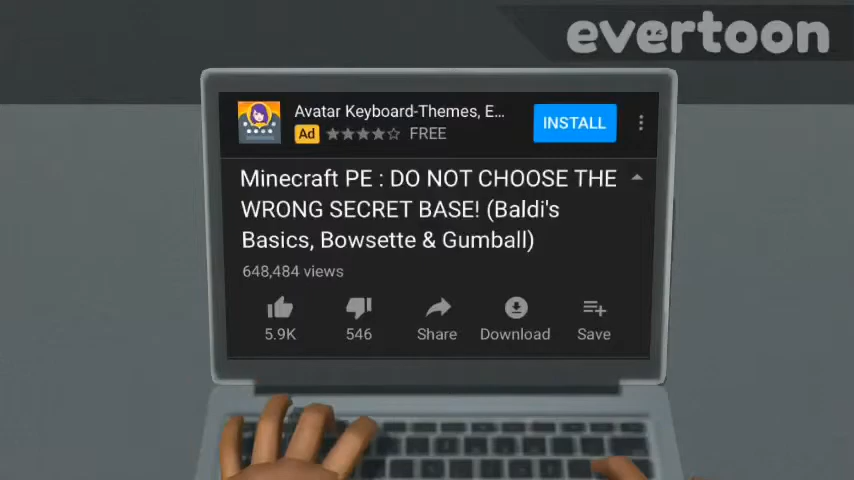 evertoon
Avatar Keyboard-Themes, E...
Ad FREE
INSTALL
Minecraft PE : DO NOT CHOOSE THE
WRONG SECRET BASE! (Baldi's
Basics, Bowsette & Gumball)
648,484 views
5.9K
546
Share
Download
Save